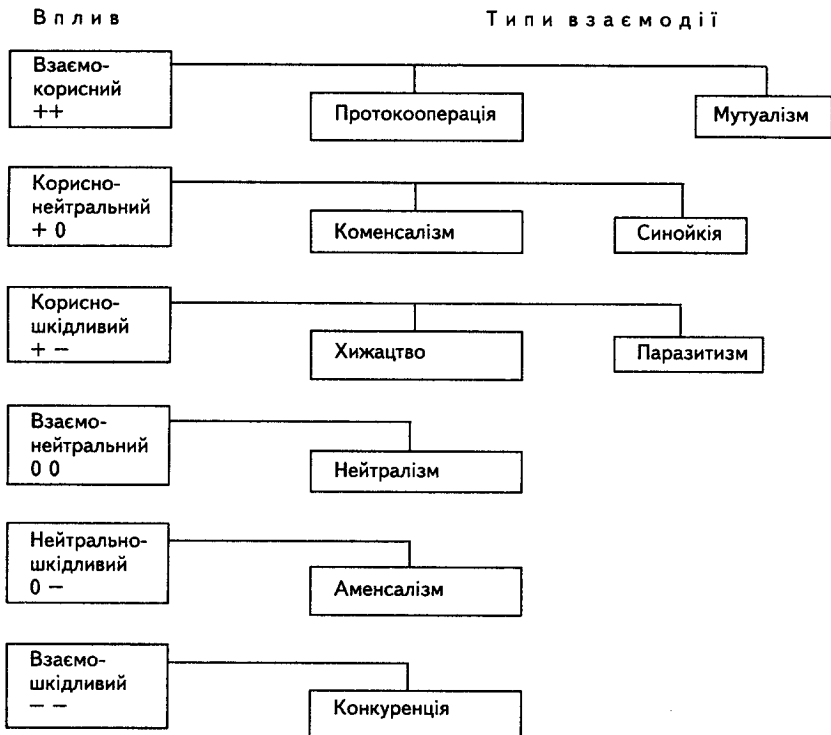 Вплив
Типи взаємодії
Взаємо-
корисний
++
Протокооперація
Мутуалізм
Корисно-
нейтральний
+ 0
Коменсалізм
Синойкія
Корисно-
шкідливий
+ −
Хижацтво
Паразитизм
Взаємо-
нейтральний
0 0
Нейтралізм
Нейтрально-
шкідливий
0 −
Аменсалізм
Взаємо-
шкідливий
− −
Конкуренція